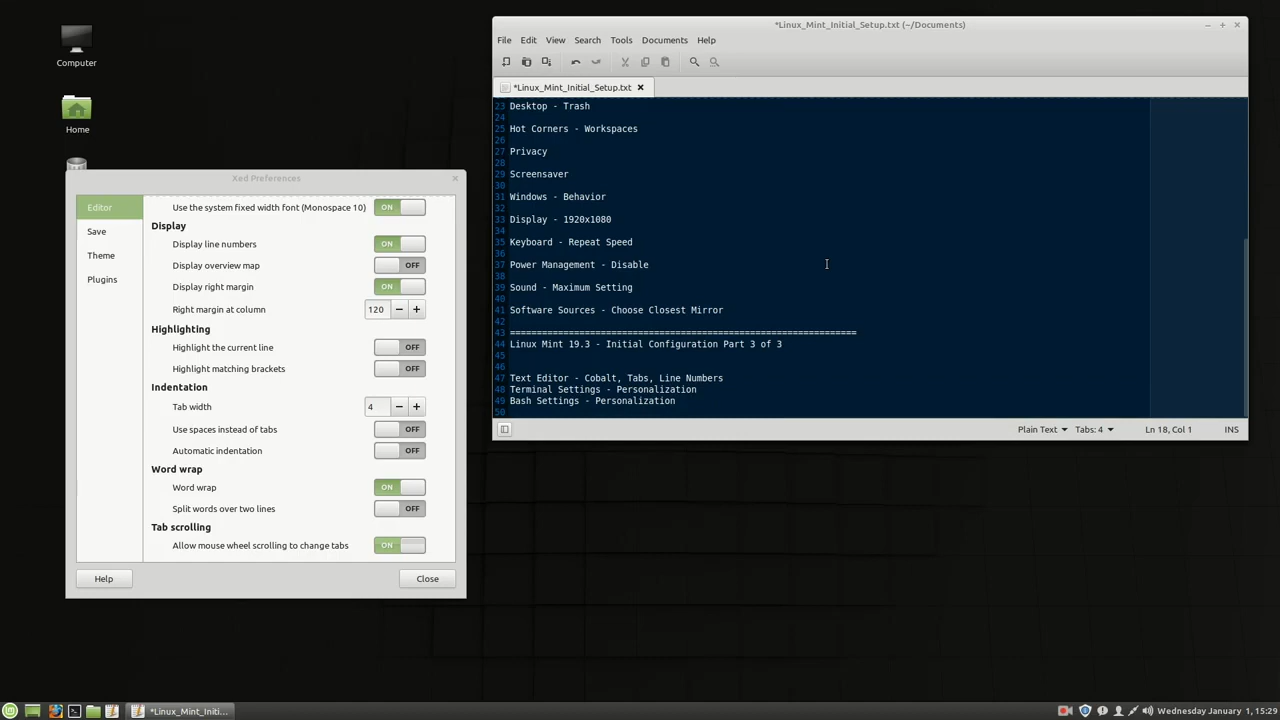 Computer
Home
Xed Preferences
Editor
Save
Theme
Plugins
Use the system fixed width font (Monospace 10) ON
Display
Display line numbers ON
Display overview map OFF
Display right margin ON
Right margin at column 120 − +
Highlighting
Highlight the current line OFF
Highlight matching brackets OFF
Indentation
Tab width 4 − +
Use spaces instead of tabs OFF
Automatic indentation OFF
Word wrap
Word wrap ON
Split words over two lines OFF
Tab scrolling
Allow mouse wheel scrolling to change tabs ON
Help Close
*Linux_Mint_Initial_Setup.txt (~/Documents)
File Edit View Search Tools Documents Help
*Linux_Mint_Initial_Setup.txt
23 Desktop - Trash
24
25 Hot Corners - Workspaces
26
27 Privacy
28
29 Screensaver
30
31 Windows - Behavior
32
33 Display - 1920x1080
34
35 Keyboard - Repeat Speed
36
37 Power Management - Disable
38
39 Sound - Maximum Setting
40
41 Software Sources - Choose Closest Mirror
42
43 =================================================================
44 Linux Mint 19.3 - Initial Configuration Part 3 of 3
45
46
47 Text Editor - Cobalt, Tabs, Line Numbers
48 Terminal Settings - Personalization
49 Bash Settings - Personalization
50
Plain Text Tabs: 4 Ln 18, Col 1 INS
*Linux_Mint_Initi...
Wednesday January 1, 15:29